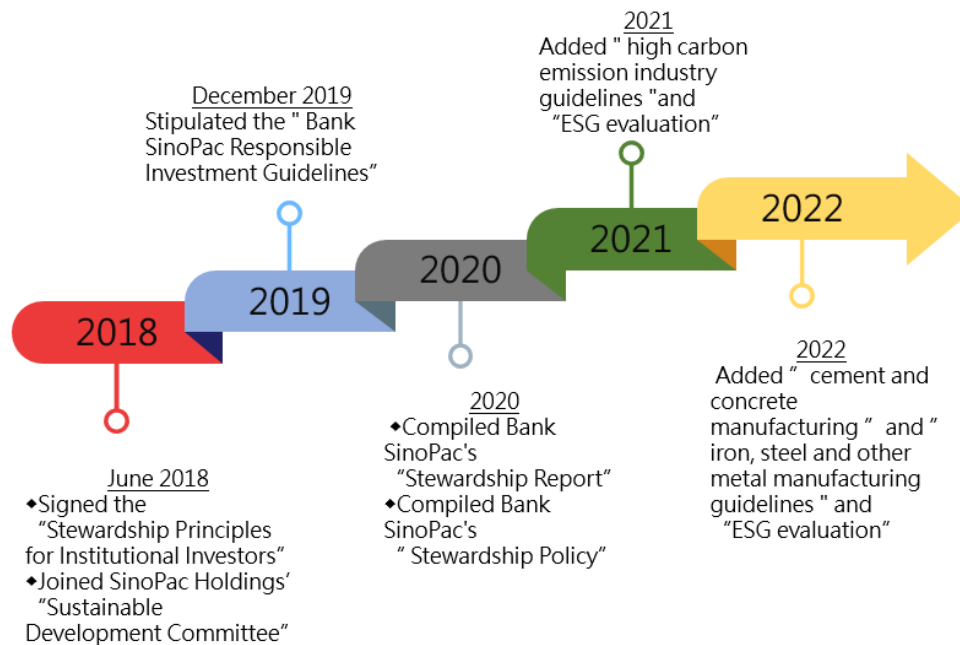 2018
June 2018
◆Signed the
“Stewardship Principles
for Institutional Investors”
◆Joined SinoPac Holdings’
“Sustainable
Development Committee”
December 2019
Stipulated the " Bank
SinoPac Responsible
Investment Guidelines”
2019
2020
2020
◆Compiled Bank
SinoPac's
“Stewardship Report”
◆Compiled Bank
SinoPac's
“ Stewardship Policy”
2021
Added " high carbon
emission industry
guidelines "and
“ESG evaluation”
2021
2022
2022
Added “ cement and
concrete
manufacturing “ and “
iron, steel and other
metal manufacturing
guidelines " and
“ESG evaluation”